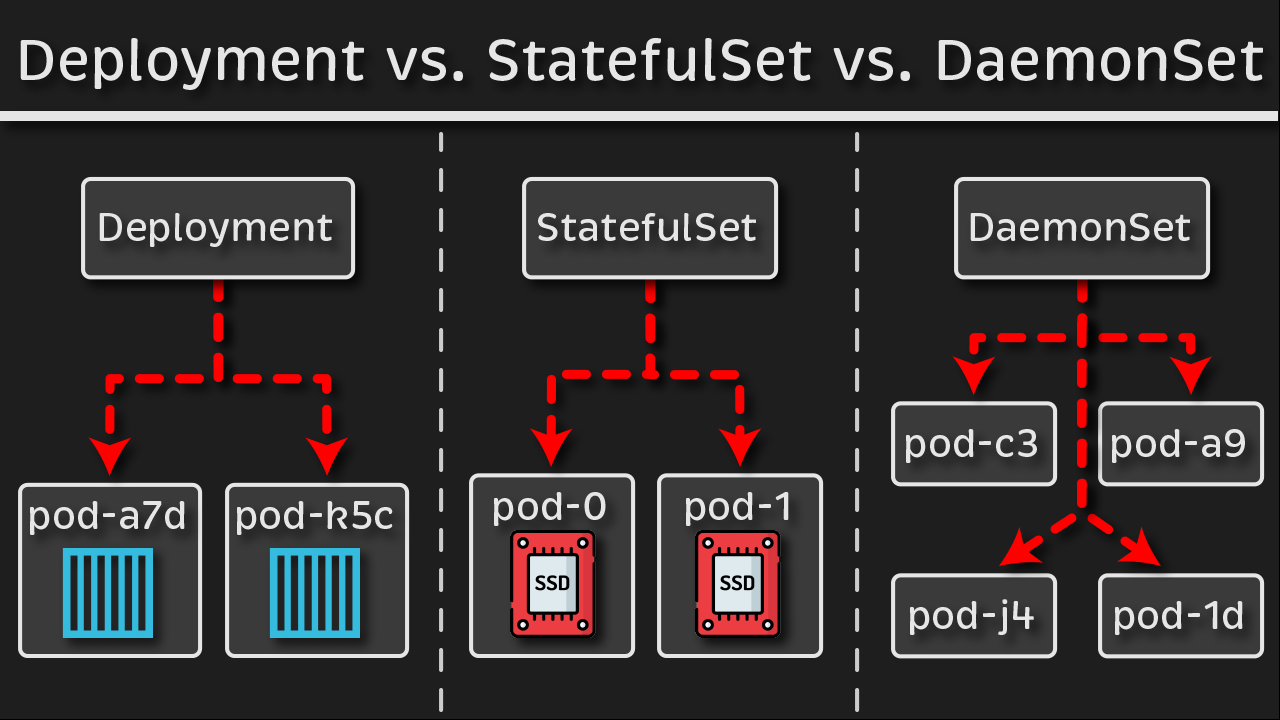 Deployment vs. StatefulSet vs. DaemonSet
Deployment
pod-a7d
pod-k5c
StatefulSet
pod-0
SSD
pod-1
SSD
DaemonSet
pod-c3
pod-a9
pod-j4
pod-1d